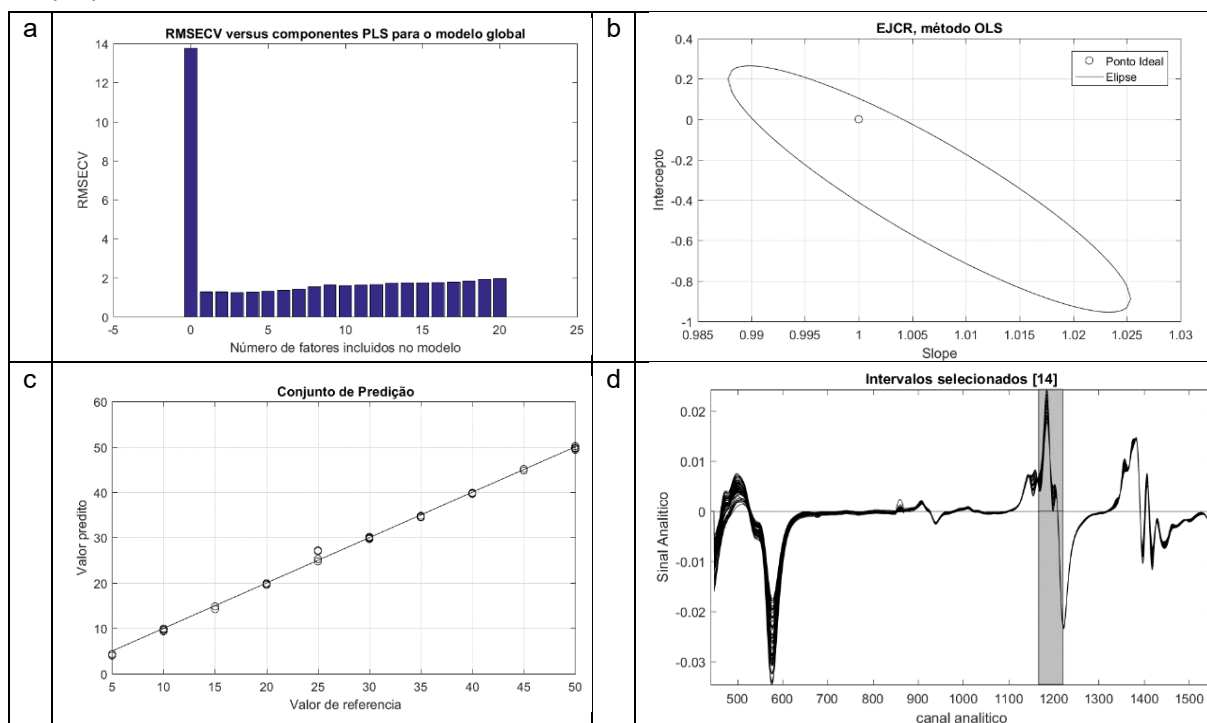 a
RMSECV versus componentes PLS para o modelo global
14
12
10
8
6
4
2
0
RMSECV
-5 0 5 10 15 20 25
Número de fatores incluidos no modelo
b
EJCR, método OLS
0.4
0.2
0
-0.2
-0.4
-0.6
-0.8
-1
Intercepto
Ponto Ideal
Elipse
0.985 0.99 0.995 1 1.005 1.01 1.015 1.02 1.025 1.03
Slope
c
Conjunto de Predição
60
50
40
30
20
10
0
Valor predito
5 10 15 20 25 30 35 40 45 50
Valor de referencia
d
Intervalos selecionados [14]
0.02
0.01
0
-0.01
-0.02
-0.03
Sinal Analítico
500 600 700 800 900 1000 1100 1200 1300 1400 1500
canal analitico